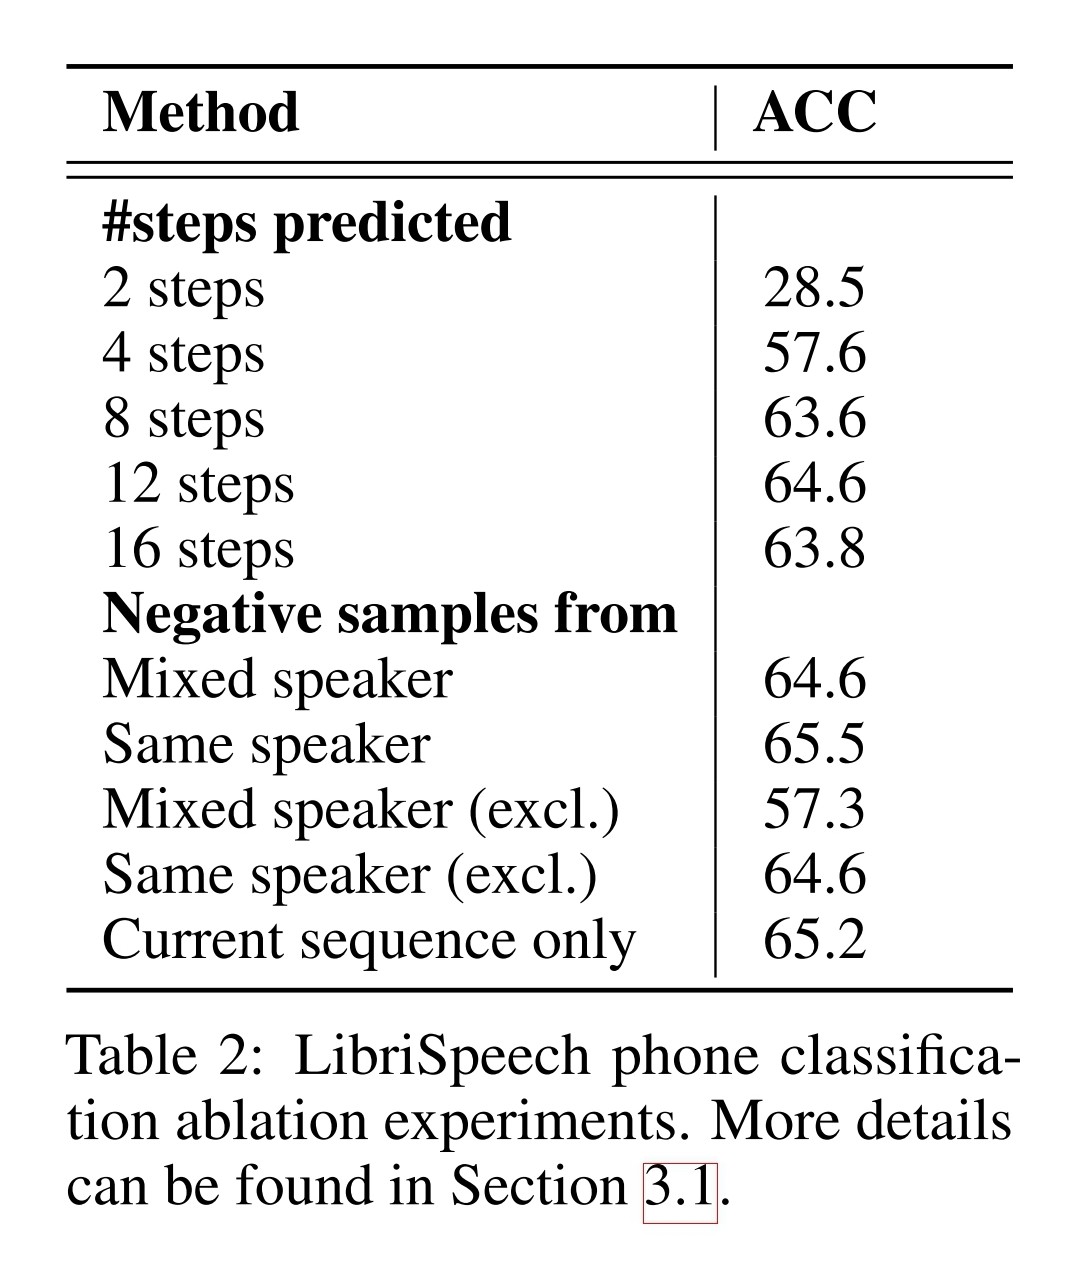 Method ACC
#steps predicted
2 steps 28.5
4 steps 57.6
8 steps 63.6
12 steps 64.6
16 steps 63.8
Negative samples from
Mixed speaker 64.6
Same speaker 65.5
Mixed speaker (excl.) 57.3
Same speaker (excl.) 64.6
Current sequence only 65.2
Table 2: LibriSpeech phone classifica-
tion ablation experiments. More details
can be found in Section 3.1.